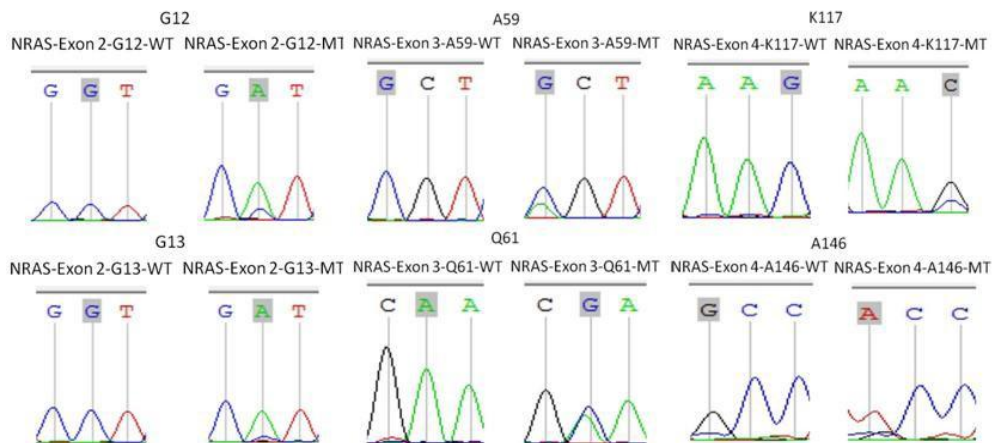 G12 A59 K117
NRAS-Exon 2-G12-WT NRAS-Exon 2-G12-MT NRAS-Exon 3-A59-WT NRAS-Exon 3-A59-MT NRAS-Exon 4-K117-WT NRAS-Exon 4-K117-MT
G G T G A T G C T G C T A A G A A C
G13 Q61 A146
NRAS-Exon 2-G13-WT NRAS-Exon 2-G13-MT NRAS-Exon 3-Q61-WT NRAS-Exon 3-Q61-MT NRAS-Exon 4-A146-WT NRAS-Exon 4-A146-MT
G G T G A T C A A C G A G C C A C C